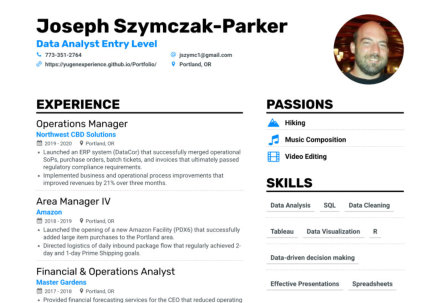 Joseph Szymczak-Parker
Data Analyst Entry Level
773-351-2764
jszymc1@gmail.com
https://yugenexperience.github.io/Portfolio/
Portland, OR
EXPERIENCE
Operations Manager
Northwest CBD Solutions
2019 - 2020 Portland, OR
• Launched an ERP system (DataCor) that successfully merged operational
SoPs, purchase orders, batch tickets, and invoices that ultimately passed
regulatory compliance requirements.
• Implemented business and operational process improvements that
improved revenues by 21% over three months.
Area Manager IV
Amazon
2018 - 2019 Portland, OR
• Launched the opening of a new Amazon Facility (PDX6) that successfully
added large item purchases to the Portland area.
• Directed logistics of daily inbound package flow that regularly achieved 2-
day and 1-day Prime Shipping goals.
Financial & Operations Analyst
Master Gardens
2017 - 2018 Portland, OR
• Provided financial forecasting services for the CEO that reduced operating
PASSIONS
Hiking
Music Composition
Video Editing
SKILLS
Data Analysis SQL Data Cleaning
Tableau Data Visualization R
Data-driven decision making
Effective Presentations Spreadsheets